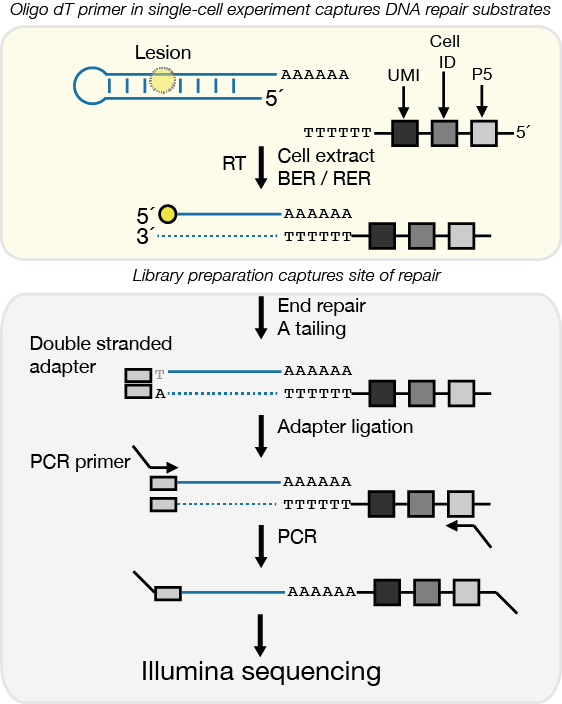 Oligo dT primer in single-cell experiment captures DNA repair substrates
Lesion
AAAAAA
5´
Cell
ID
UMI
P5
TTTTTT
5´
RT
Cell extract
BER / RER
5´
AAAAAA
3´
TTTTTT
Library preparation captures site of repair
End repair
A tailing
Double stranded
adapter
T
AAAAAA
A
TTTTTT
Adapter ligation
PCR primer
AAAAAA
TTTTTT
PCR
AAAAAA
Illumina sequencing